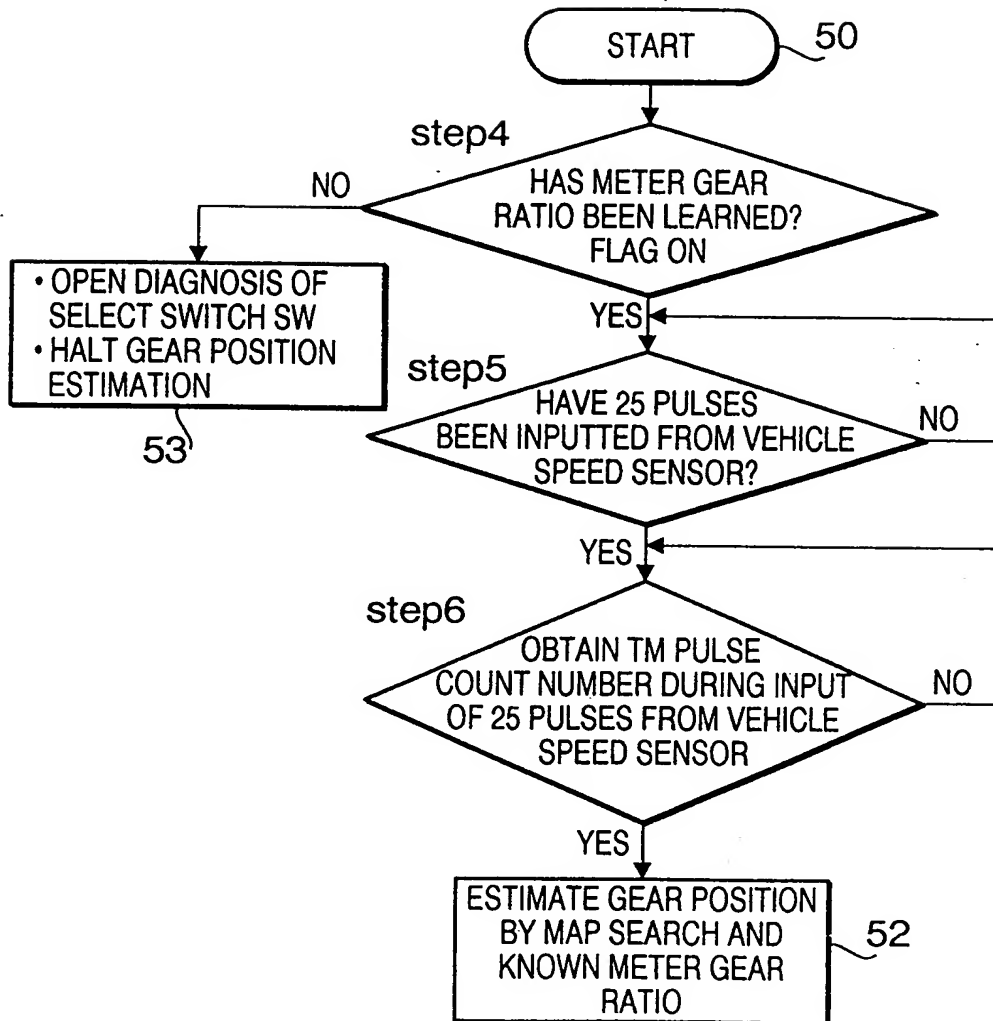 START
50
step4
HAS METER GEAR
RATIO BEEN LEARNED?
FLAG ON
NO
YES
• OPEN DIAGNOSIS OF
SELECT SWITCH SW
• HALT GEAR POSITION
ESTIMATION
53
step5
HAVE 25 PULSES
BEEN INPUTTED FROM VEHICLE
SPEED SENSOR?
NO
YES
step6
OBTAIN TM PULSE
COUNT NUMBER DURING INPUT
OF 25 PULSES FROM VEHICLE
SPEED SENSOR
NO
YES
ESTIMATE GEAR POSITION
BY MAP SEARCH AND
KNOWN METER GEAR
RATIO
52